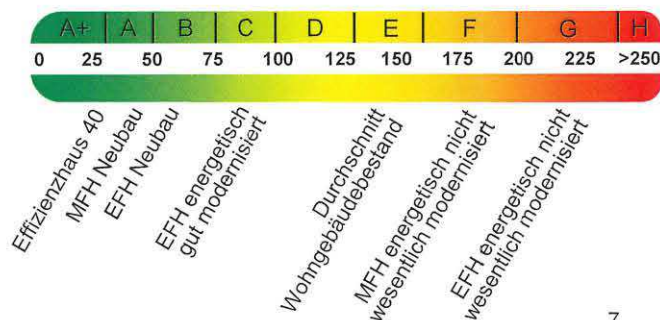 A+ A B C D E F G H
0 25 50 75 100 125 150 175 200 225 >250
Effizienzhaus 40
MFH Neubau
EFH Neubau
EFH energetisch
gut modernisiert
Durchschnitt
Wohngebäudebestand
MFH energetisch nicht
wesentlich modernisiert
EFH energetisch nicht
wesentlich modernisiert